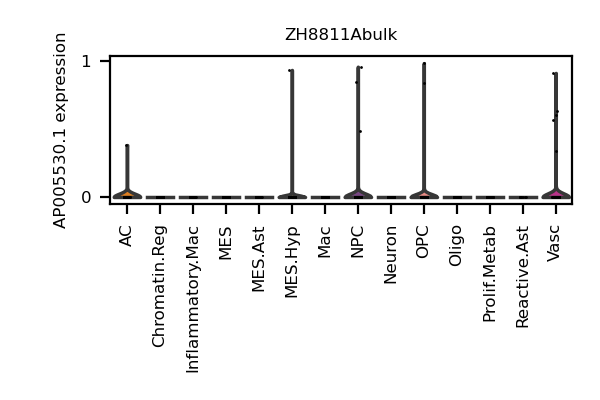 ZH8811Abulk
AP005530.1 expression
1
0
AC
Chromatin.Reg
Inflammatory.Mac
MES
MES.Ast
MES.Hyp
Mac
NPC
Neuron
OPC
Oligo
Prolif.Metab
Reactive.Ast
Vasc